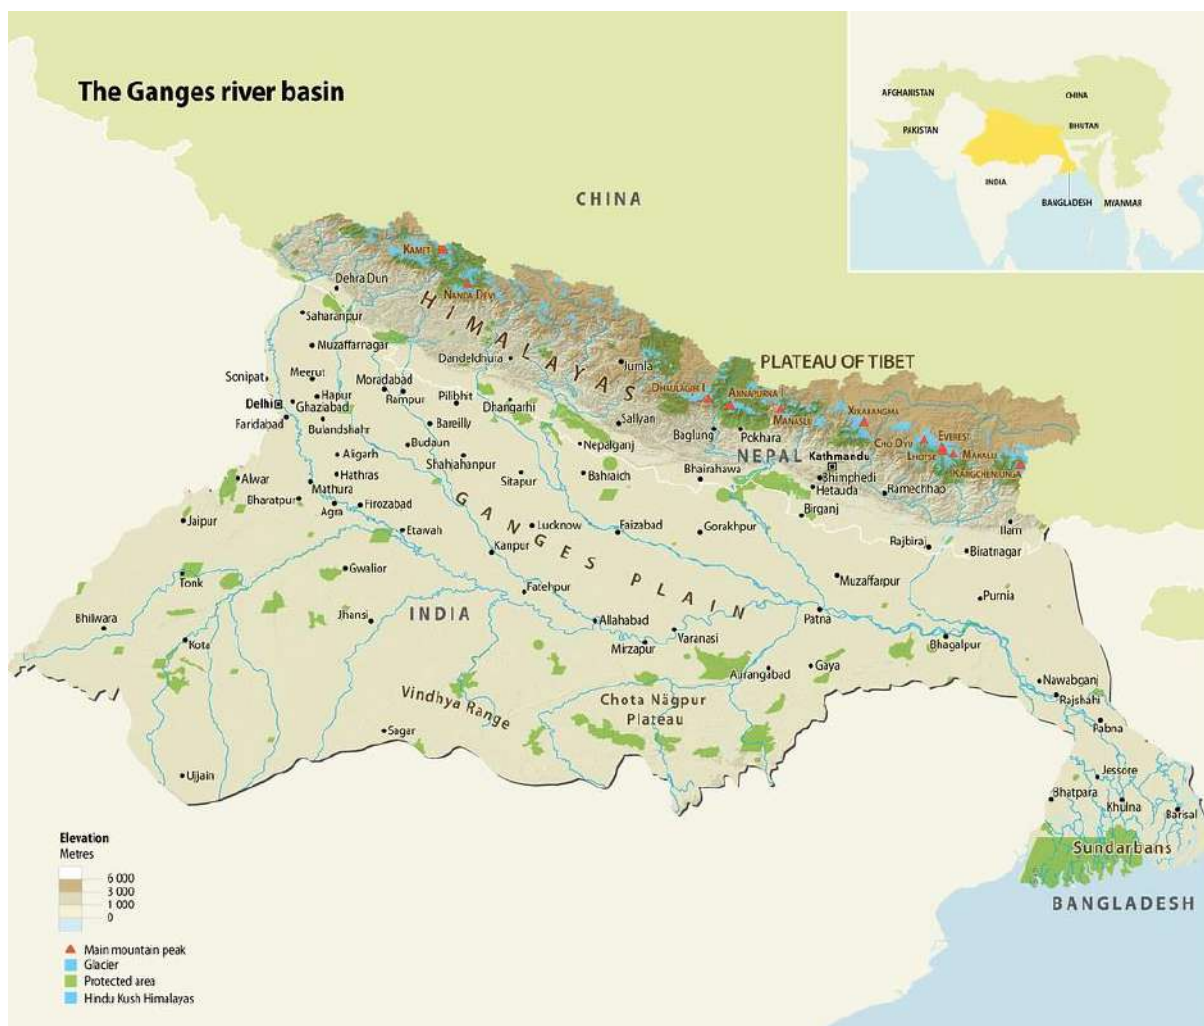 The Ganges river basin
AFGHANISTAN
CHINA
PAKISTAN
BHUTAN
INDIA
BANGLADESH
MYANMAR
CHINA
KAMET
Dehra Dun
NANDA DEVI
HIMALAYAS
Saharanpur
Muzaffarnagar
PLATEAU OF TIBET
Dandeldhura
Jumla
Sonipat
Meerut
Moradabad
DHAULAGIRI I
ANNAPURNA I
Hapur
Rampur
Pilibhit
Delhi
Ghaziabad
Dhangarhi
MANASLU
XIXABANGMA
Faridabad
Bulandshahr
Bareilly
Sallyan
Baglung
Pokhara
CHO OYU
EVEREST
Budaun
Nepalganj
NEPAL
LHOTSE
MAKALU
Aligarh
Shahjahanpur
Kathmandu
KANGCHENJUNGA
Hathras
Sitapur
Bahraich
Bhairahawa
Bhimphedi
Alwar
Mathura
Hetauda
Ramechhap
Bharatpur
Agra
Firozabad
GANGES PLAIN
Birganj
Jaipur
Etawah
Lucknow
Faizabad
Gorakhpur
Ilam
Kanpur
Rajbiraj
Biratnagar
Gwalior
Tonk
Fatehpur
Muzaffarpur
Purnia
Bhilwara
Jhansi
INDIA
Allahabad
Patna
Kota
Mirzapur
Varanasi
Bhagalpur
Aurangabad
Gaya
Nawabganj
Vindhya Range
Chota Nāgpur
Plateau
Rajshahi
Sagar
Pabna
Ujjain
Jessore
Bhatpara
Khulna
Barisal
Sundarbans
BANGLADESH
Elevation
Metres
6 000
3 000
1 000
0
Main mountain peak
Glacier
Protected area
Hindu Kush Himalayas